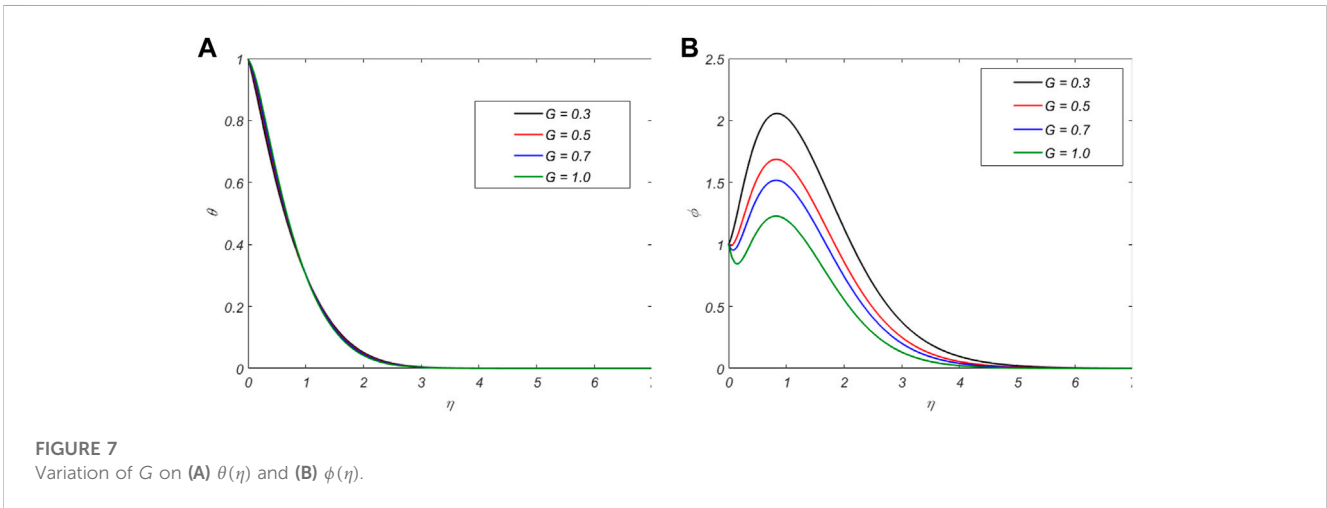 A
1
0.8
0.6
0.4
0.2
0
θ
0 1 2 3 4 5 6
η
G = 0.3
G = 0.5
G = 0.7
G = 1.0
B
2.5
2
1.5
1
0.5
0
ϕ
0 1 2 3 4 5 6
η
G = 0.3
G = 0.5
G = 0.7
G = 1.0
FIGURE 7
Variation of G on (A) θ(η) and (B) ϕ(η).